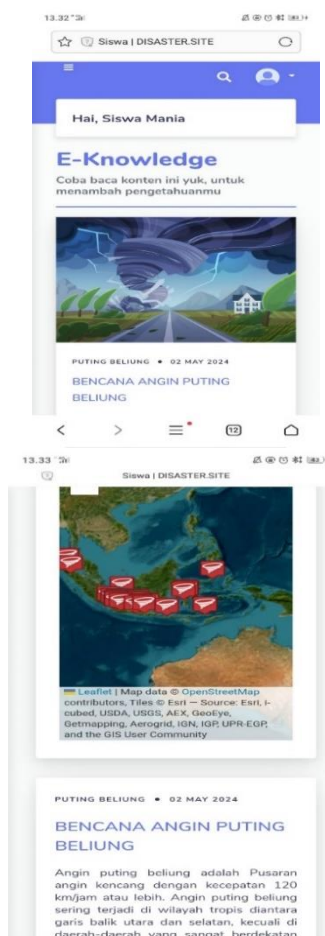 13.32
Siswa | DISASTER.SITE
Hai, Siswa Mania
E-Knowledge
Coba baca konten ini yuk, untuk
menambah pengetahuanmu
PUTING BELIUNG • 02 MAY 2024
BENCANA ANGIN PUTING
BELIUNG
12
13.33
Siswa | DISASTER.SITE
Leaflet | Map data © OpenStreetMap
contributors, Tiles © Esri — Source: Esri, i-
cubed, USDA, USGS, AEX, GeoEye,
Getmapping, Aerogrid, IGN, IGP, UPR-EGP,
and the GIS User Community
PUTING BELIUNG • 02 MAY 2024
BENCANA ANGIN PUTING
BELIUNG
Angin puting beliung adalah Pusaran
angin kencang dengan kecepatan 120
km/jam atau lebih. Angin puting beliung
sering terjadi di wilayah tropis diantara
garis balik utara dan selatan, kecuali di
daerah-daerah yang sangat berdekatan